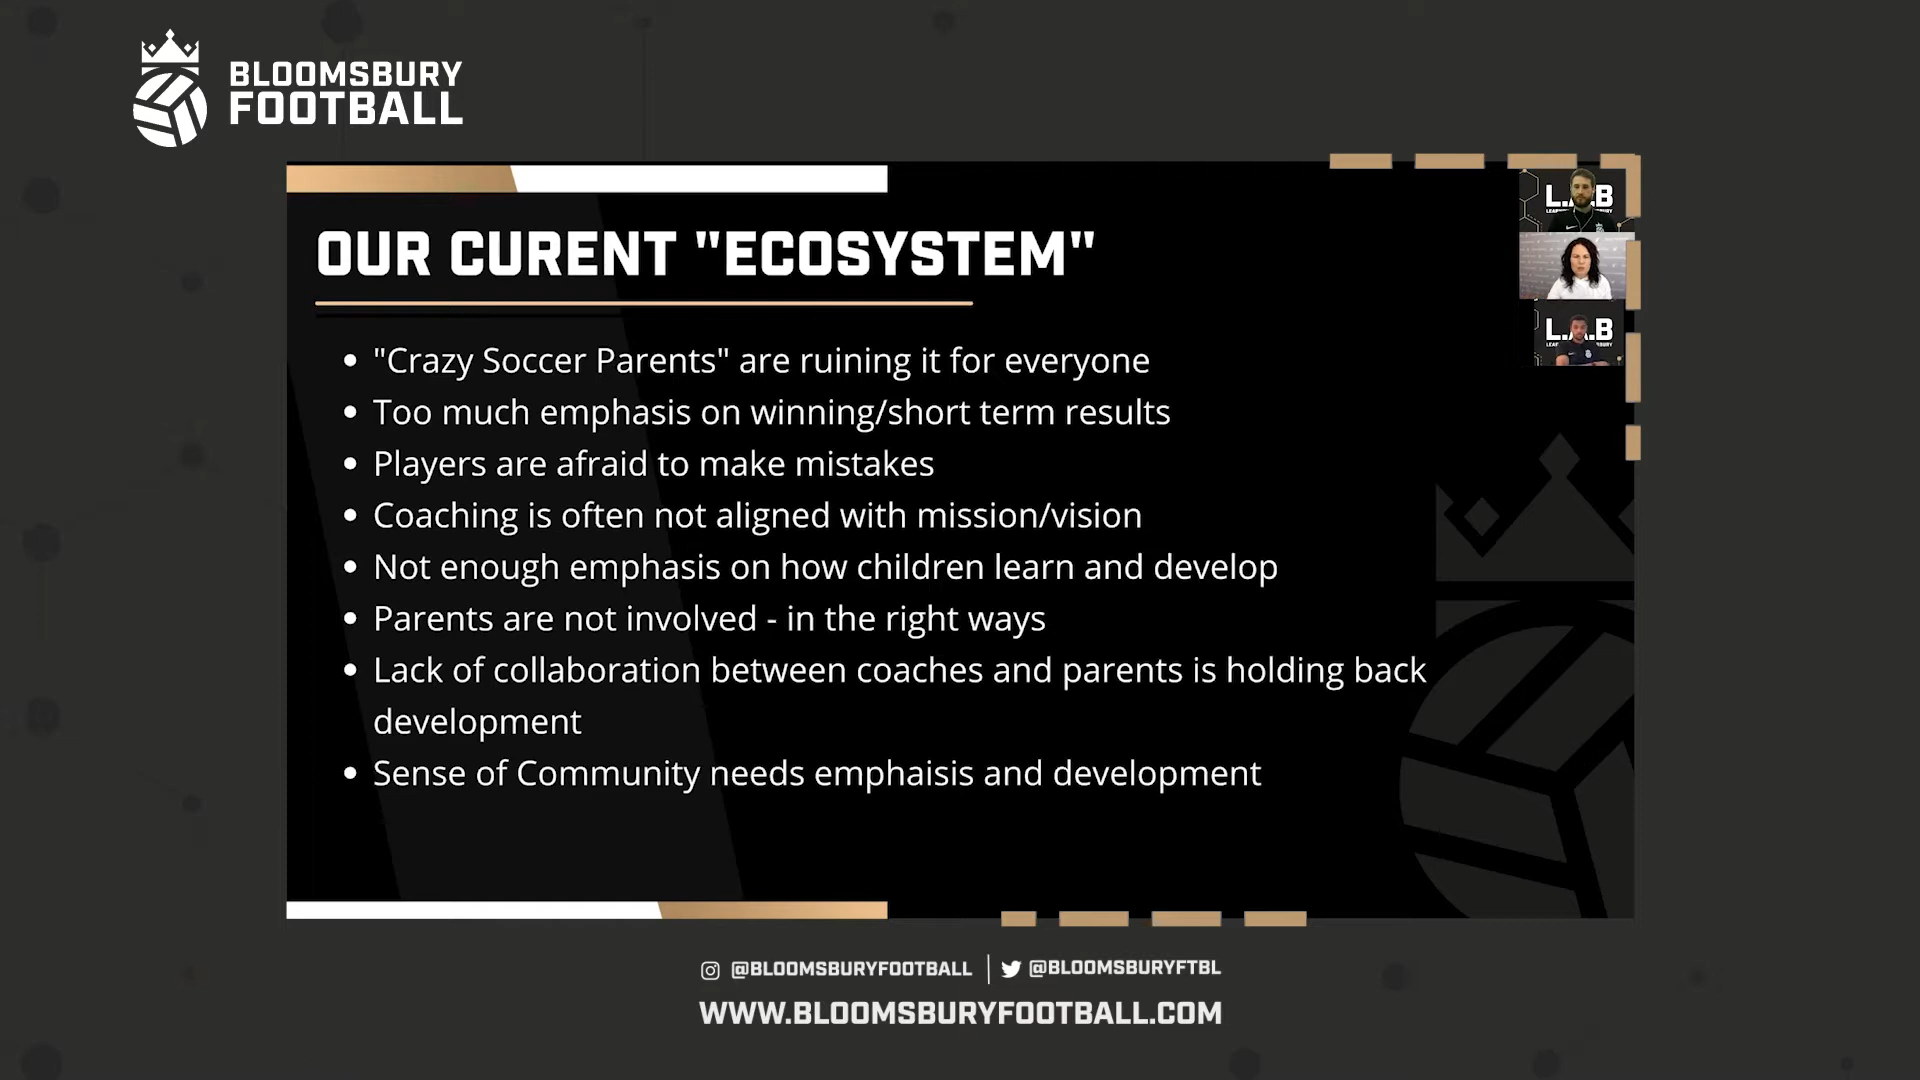 BLOOMSBURY
FOOTBALL
OUR CURENT "ECOSYSTEM"
L.A.B
L.A.B
• "Crazy Soccer Parents" are ruining it for everyone
• Too much emphasis on winning/short term results
• Players are afraid to make mistakes
• Coaching is often not aligned with mission/vision
• Not enough emphasis on how children learn and develop
• Parents are not involved - in the right ways
• Lack of collaboration between coaches and parents is holding back
development
• Sense of Community needs emphaisis and development
@BLOOMSBURYFOOTBALL | @BLOOMSBURYFTBL
WWW.BLOOMSBURYFOOTBALL.COM